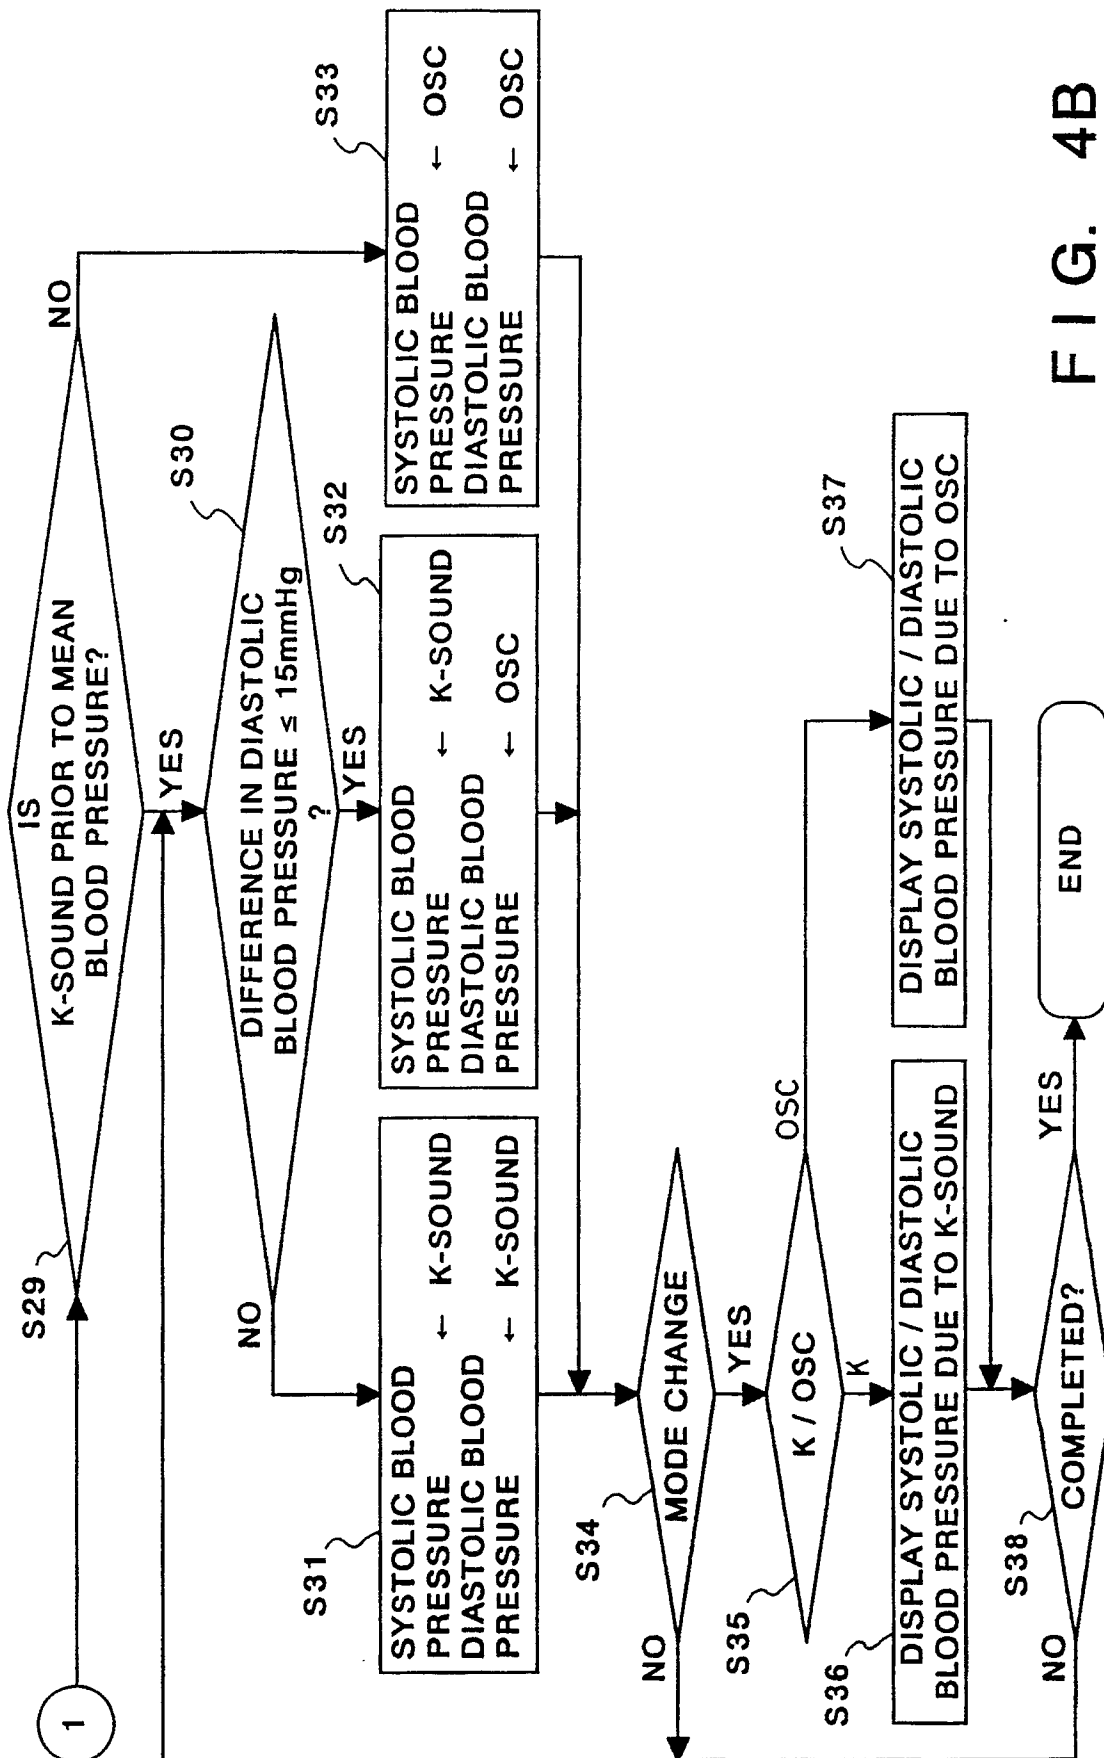 1
S29
IS
K-SOUND PRIOR TO MEAN
BLOOD PRESSURE?
NO
YES
S30
DIFFERENCE IN DIASTOLIC
BLOOD PRESSURE ≤ 15mmHg
?
NO
YES
S31
SYSTOLIC BLOOD
PRESSURE ← K-SOUND
DIASTOLIC BLOOD
PRESSURE ← K-SOUND
S32
SYSTOLIC BLOOD
PRESSURE ← K-SOUND
DIASTOLIC BLOOD
PRESSURE ← OSC
S33
SYSTOLIC BLOOD
PRESSURE ← OSC
DIASTOLIC BLOOD
PRESSURE ← OSC
S34
MODE CHANGE
NO
YES
S35
K / OSC
OSC
K
S36
DISPLAY SYSTOLIC / DIASTOLIC
BLOOD PRESSURE DUE TO K-SOUND
S37
DISPLAY SYSTOLIC / DIASTOLIC
BLOOD PRESSURE DUE TO OSC
S38
COMPLETED?
NO
YES
END
FIG. 4B